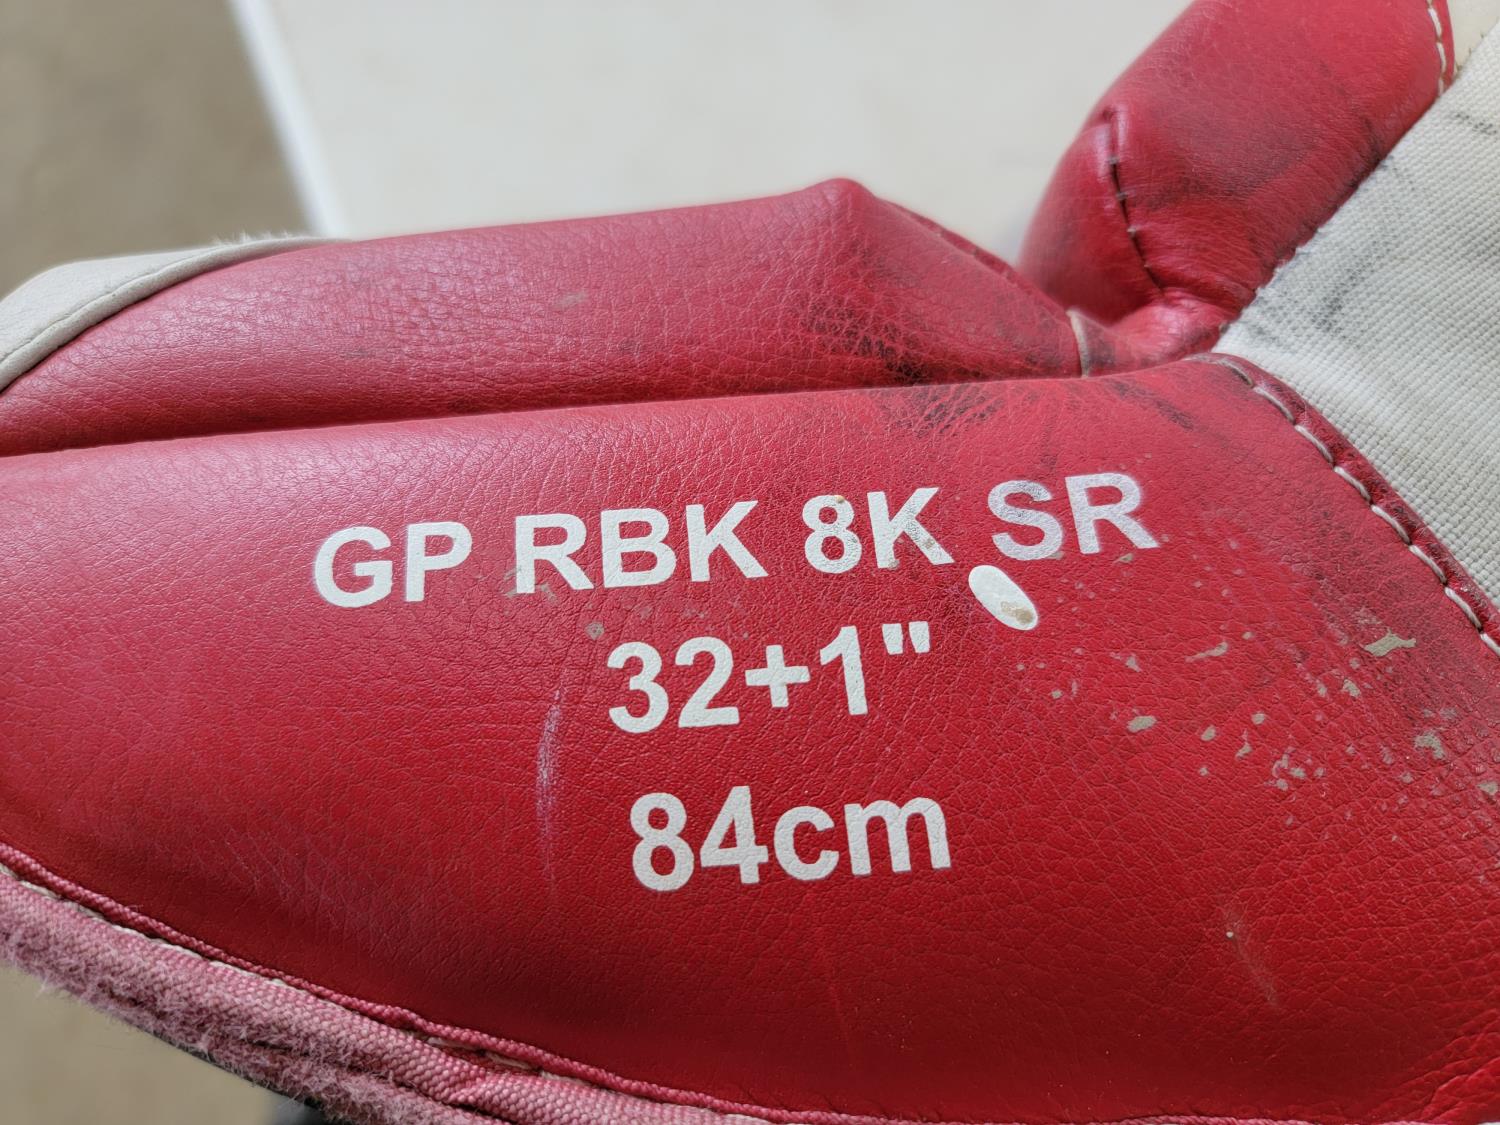 GP RBK 8K SR
32+1"
84cm